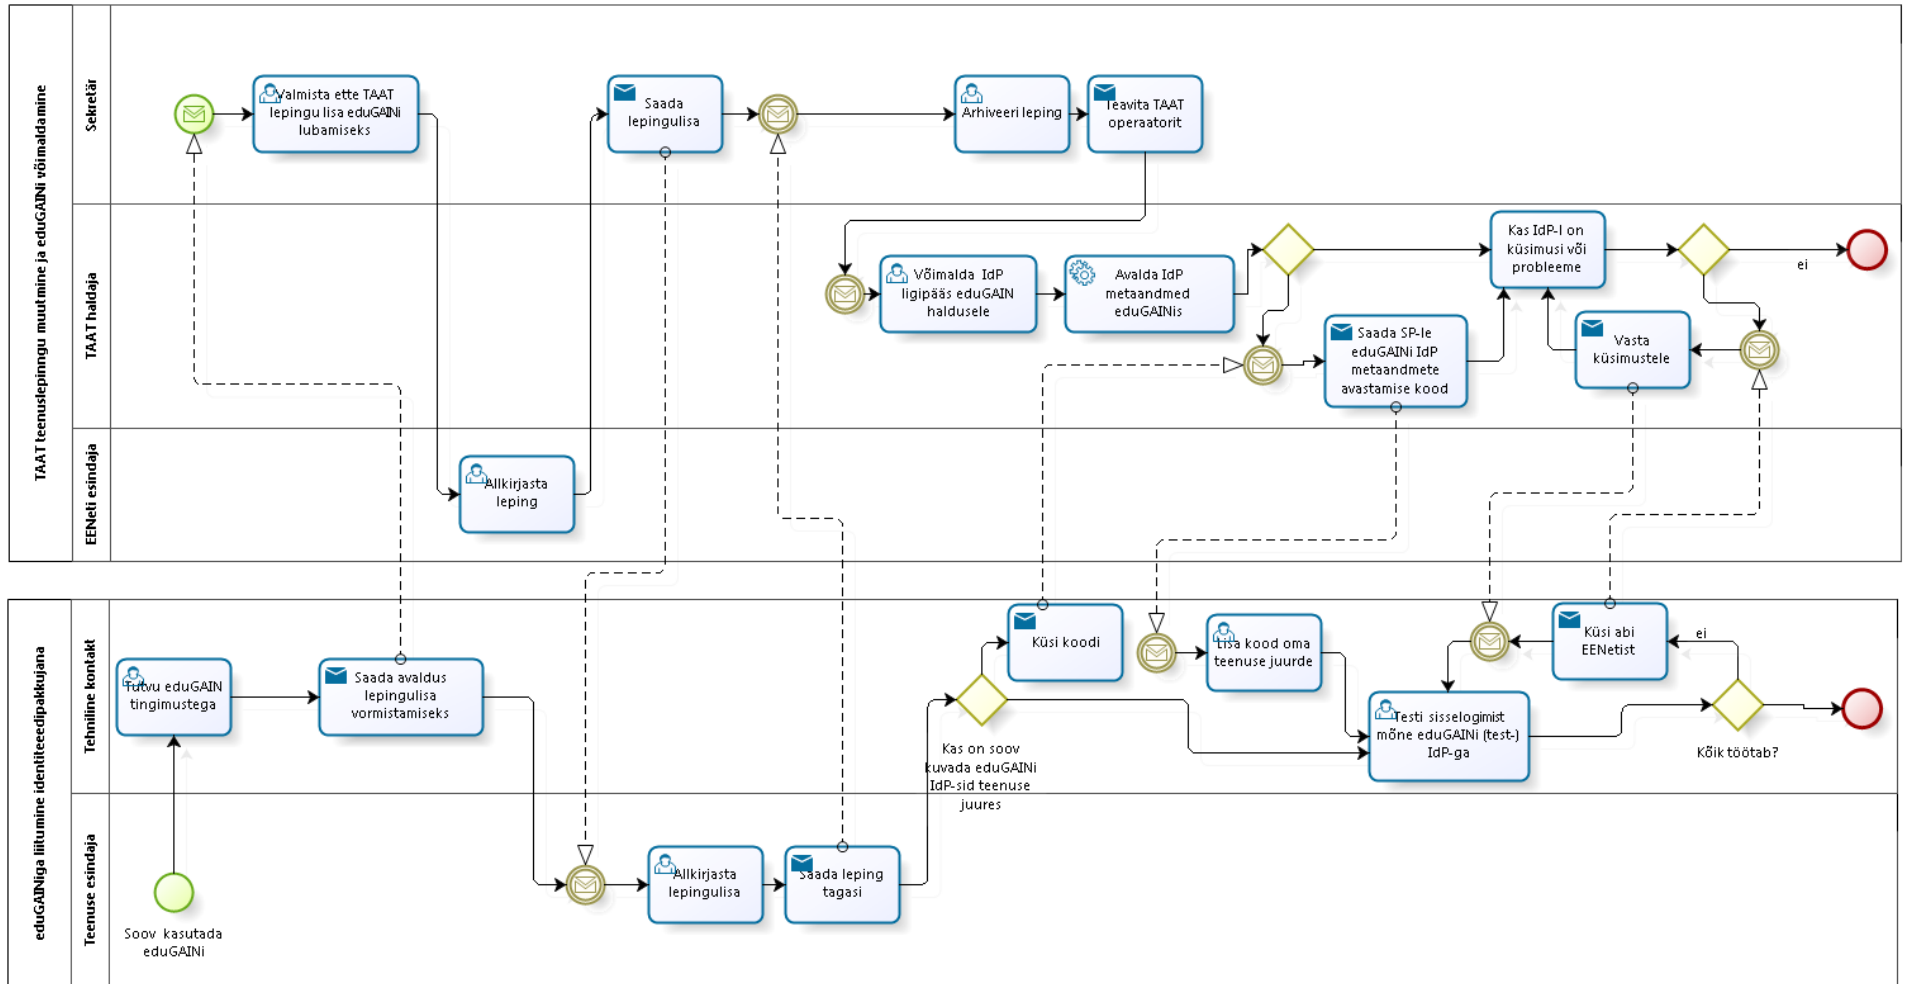 TAAT teenuslepingu muutmine ja eduGAINi võimaldamine
Sekretär
Valmista ette TAAT
lepingu lisa eduGAINi
lubamiseks
Saada
lepingulisa
Arhiveeri leping
Teavita TAAT
operaatorit
TAAT haldaja
Võimalda IdP
ligipääs eduGAIN
haldusele
Avalda IdP
metaandmed
eduGAINis
Kas IdP-l on
küsimusi või
probleeme
ei
Saada SP-le
eduGAINi IdP
metaandmete
avastamise kood
Vasta
küsimustele
EENeti esindaja
Allkirjasta
leping
eduGAINiga liitumine identiteeedipakkujana
Tehniline kontakt
Tutvu eduGAIN
tingimustega
Saada avaldus
lepingulisa
vormistamiseks
Küsi koodi
Kas on soov
kuvada eduGAINi
IdP-sid teenuse
juures
Lisa kood oma
teenuse juurde
Testi sisselogimist
mõne eduGAINi (test-)
IdP-ga
Küsi abi
EENetist
ei
Kõik töötab?
Teenuse esindaja
Soov kasutada
eduGAINi
Allkirjasta
lepingulisa
Saada leping
tagasi